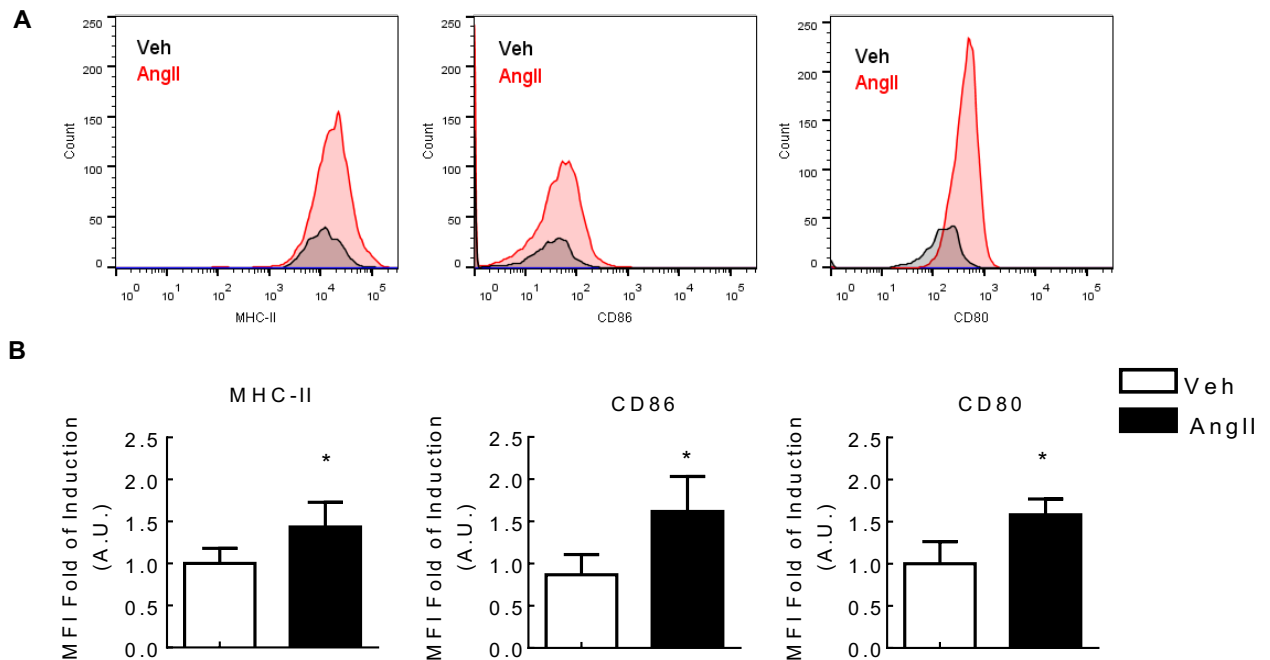 A
250
200
150
100
50
0
Count
Veh
AngII
10^0 10^1 10^2 10^3 10^4 10^5
MHC-II
250
200
150
100
50
0
Count
Veh
AngII
10^0 10^1 10^2 10^3 10^4 10^5
CD86
250
200
150
100
50
0
Count
Veh
AngII
10^0 10^1 10^2 10^3 10^4 10^5
CD80
B
MHC-II
MFI Fold of Induction
(A.U.)
2.5
2.0
1.5
1.0
0.5
0.0
*
CD86
MFI Fold of Induction
(A.U.)
2.5
2.0
1.5
1.0
0.5
0.0
*
CD80
MFI Fold of Induction
(A.U.)
2.5
2.0
1.5
1.0
0.5
0.0
*
Veh
AngII